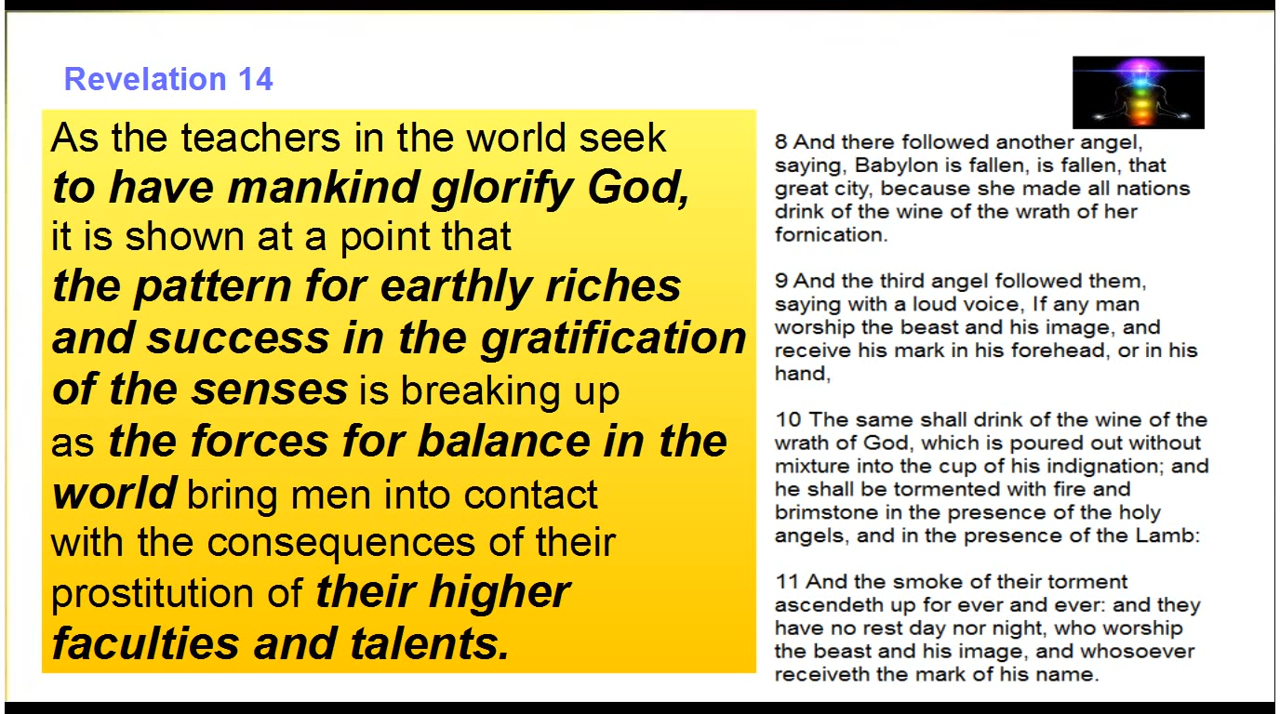 Revelation 14
As the teachers in the world seek
to have mankind glorify God,
it is shown at a point that
the pattern for earthly riches
and success in the gratification
of the senses is breaking up
as the forces for balance in the
world bring men into contact
with the consequences of their
prostitution of their higher
faculties and talents.
8 And there followed another angel,
saying, Babylon is fallen, is fallen, that
great city, because she made all nations
drink of the wine of the wrath of her
fornication.
9 And the third angel followed them,
saying with a loud voice, If any man
worship the beast and his image, and
receive his mark in his forehead, or in his
hand,
10 The same shall drink of the wine of the
wrath of God, which is poured out without
mixture into the cup of his indignation; and
he shall be tormented with fire and
brimstone in the presence of the holy
angels, and in the presence of the Lamb:
11 And the smoke of their torment
ascendeth up for ever and ever: and they
have no rest day nor night, who worship
the beast and his image, and whosoever
receiveth the mark of his name.